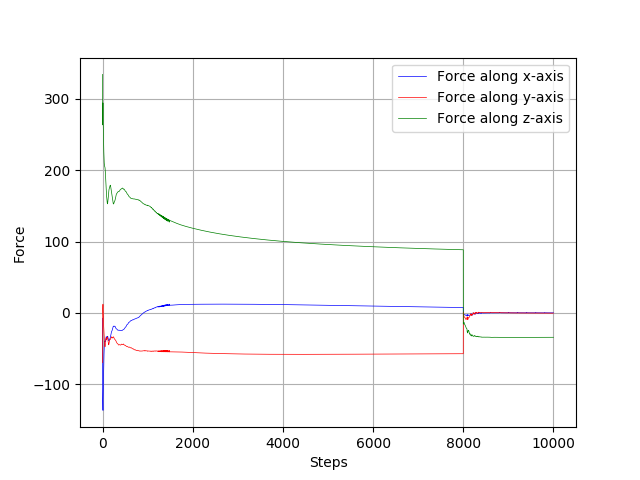 Force along x-axis
Force along y-axis
Force along z-axis
300
200
100
0
−100
Force
0 2000 4000 6000 8000 10000
Steps